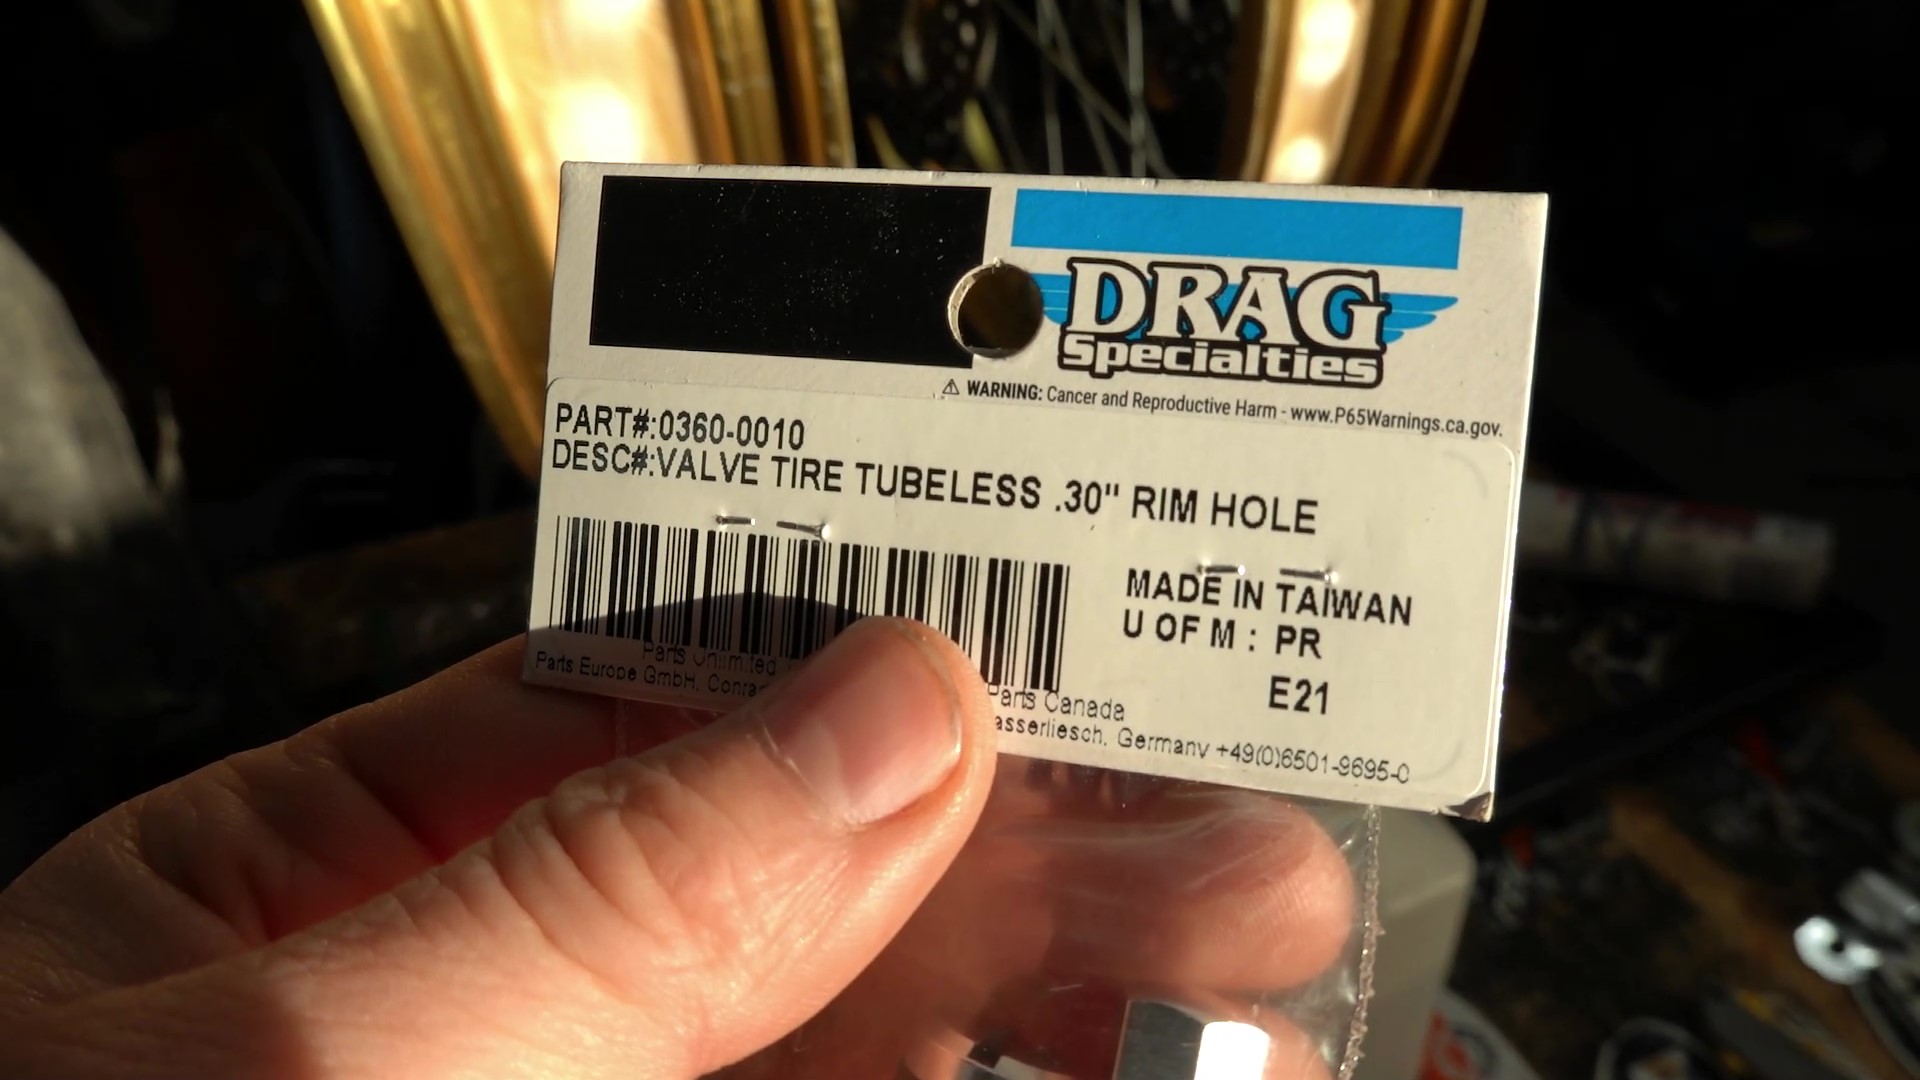 DRAG
Specialties
⚠ WARNING: Cancer and Reproductive Harm - www.P65Warnings.ca.gov.
PART#:0360-0010
DESC#:VALVE TIRE TUBELESS .30" RIM HOLE
MADE IN TAIWAN
U OF M : PR
E21
Parts Unlimited Parts Canada
Parts Europe GmbH, Germany +49(0)6501-9695-0